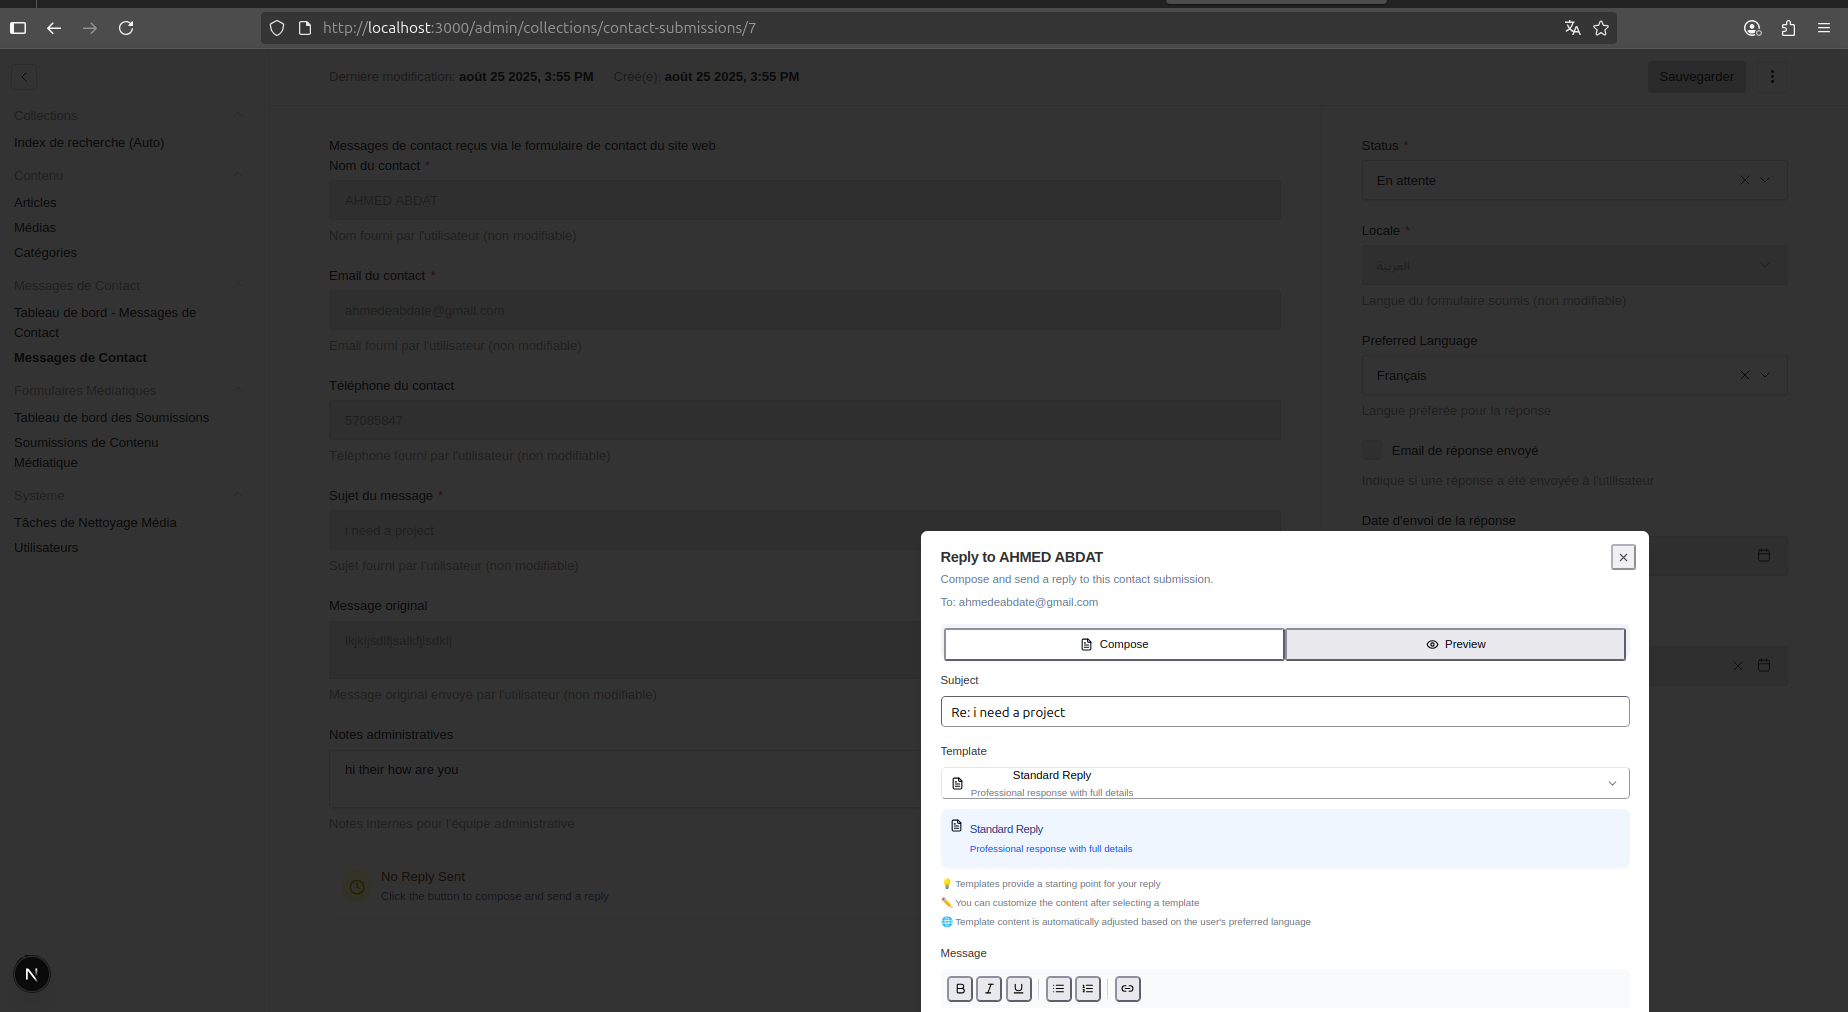 http://localhost:3000/admin/collections/contact-submissions/7
Dernière modification: août 25 2025, 3:55 PM Créé(e): août 25 2025, 3:55 PM
Sauvegarder
Collections
Index de recherche (Auto)
Contenu
Articles
Médias
Catégories
Messages de Contact
Tableau de bord - Messages de
Contact
Messages de Contact
Formulaires Médiatiques
Tableau de bord des Soumissions
Soumissions de Contenu
Médiatique
Système
Tâches de Nettoyage Média
Utilisateurs
N
Messages de contact reçus via le formulaire de contact du site web
Nom du contact *
AHMED ABDAT
Nom fourni par l'utilisateur (non modifiable)
Email du contact *
ahmedeabdate@gmail.com
Email fourni par l'utilisateur (non modifiable)
Téléphone du contact
57085847
Téléphone fourni par l'utilisateur (non modifiable)
Sujet du message *
i need a project
Sujet fourni par l'utilisateur (non modifiable)
Message original
Message original envoyé par l'utilisateur (non modifiable)
Notes administratives
hi their how are you
Notes internes pour l'équipe administrative
No Reply Sent
Click the button to compose and send a reply
Status *
En attente
Locale *
العربية
Langue du formulaire soumis (non modifiable)
Preferred Language
Français
Langue préférée pour la réponse
Email de réponse envoyé
Indique si une réponse a été envoyée à l'utilisateur
Date d'envoi de la réponse
Reply to AHMED ABDAT
Compose and send a reply to this contact submission.
To: ahmedeabdate@gmail.com
Compose
Preview
Subject
Re: i need a project
Template
Standard Reply
Professional response with full details
Standard Reply
Professional response with full details
💡 Templates provide a starting point for your reply
✏️ You can customize the content after selecting a template
🌐 Template content is automatically adjusted based on the user's preferred language
Message
B I U